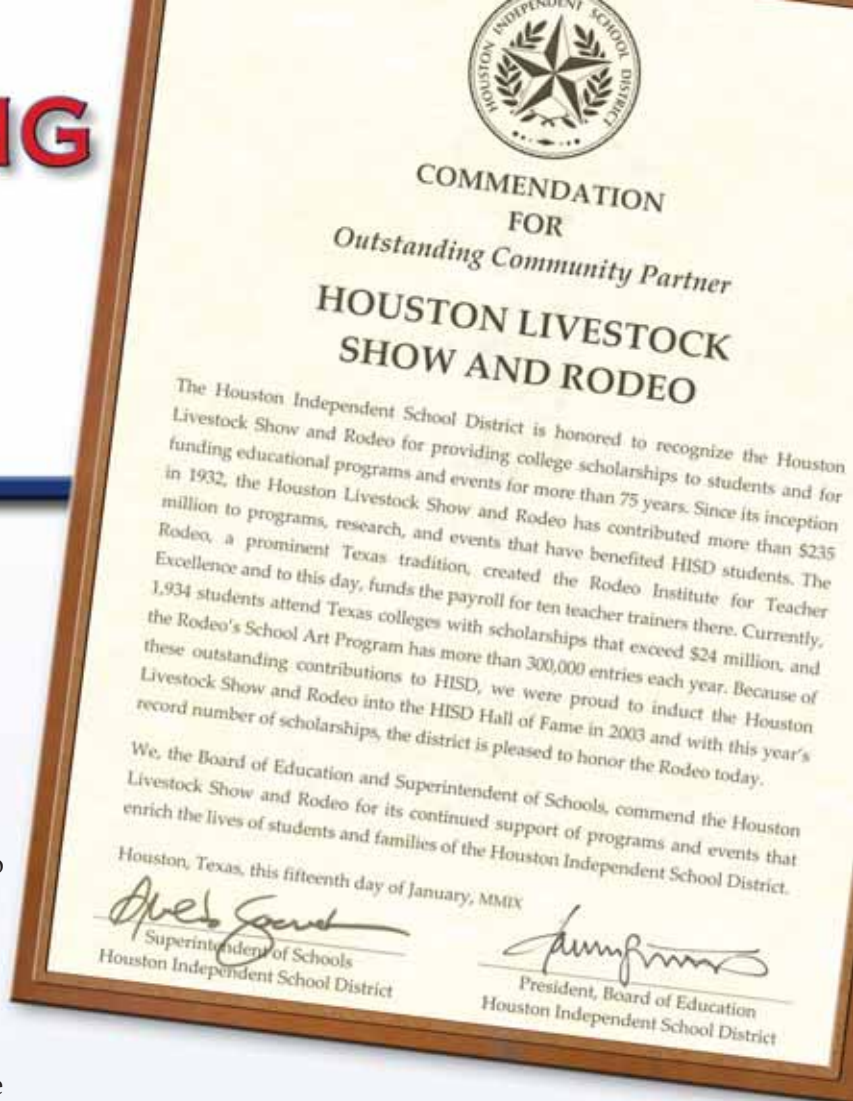 IG
HOUSTON INDEPENDENT SCHOOL DISTRICT
COMMENDATION
FOR
Outstanding Community Partner
HOUSTON LIVESTOCK
SHOW AND RODEO
The Houston Independent School District is honored to recognize the Houston
Livestock Show and Rodeo for providing college scholarships to students and for
funding educational programs and events for more than 75 years. Since its inception
in 1932, the Houston Livestock Show and Rodeo has contributed more than $235
million to programs, research, and events that have benefited HISD students. The
Rodeo, a prominent Texas tradition, created the Rodeo Institute for Teacher
Excellence and to this day, funds the payroll for ten teacher trainers there. Currently,
1,934 students attend Texas colleges with scholarships that exceed $24 million, and
the Rodeo's School Art Program has more than 300,000 entries each year. Because of
these outstanding contributions to HISD, we were proud to induct the Houston
Livestock Show and Rodeo into the HISD Hall of Fame in 2003 and with this year's
record number of scholarships, the district is pleased to honor the Rodeo today.
We, the Board of Education and Superintendent of Schools, commend the Houston
Livestock Show and Rodeo for its continued support of programs and events that
enrich the lives of students and families of the Houston Independent School District.
Houston, Texas, this fifteenth day of January, MMIX
Superintendent of Schools
Houston Independent School District
President, Board of Education
Houston Independent School District